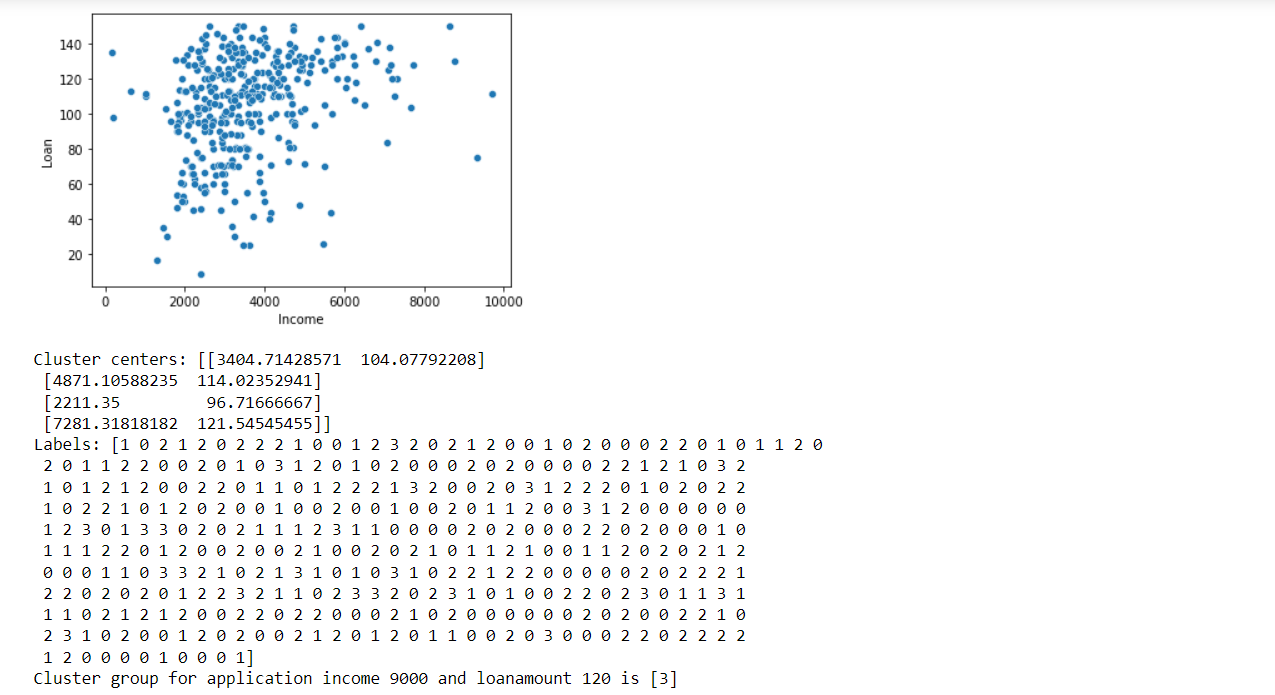 140
120
100
80
60
40
20
Loan
0 2000 4000 6000 8000 10000
Income
Cluster centers: [[3404.71428571 104.07792208]
[4871.10588235 114.02352941]
[2211.35 96.71666667]
[7281.31818182 121.54545455]]
Labels: [1 0 2 1 2 0 2 2 2 1 0 0 1 2 3 2 0 2 1 2 0 0 1 0 2 0 0 0 2 2 0 1 0 1 1 2 0
2 0 1 1 2 2 0 0 2 0 1 0 3 1 2 0 1 0 2 0 0 0 2 0 2 0 0 0 0 2 2 1 2 1 0 3 2
1 0 1 2 1 2 0 0 2 2 0 1 1 0 1 2 2 2 1 3 2 0 0 2 0 3 1 2 2 2 0 1 0 2 0 2 2
1 0 2 2 1 0 1 2 0 2 0 0 1 0 0 2 0 0 1 0 0 2 0 1 1 2 0 0 3 1 2 0 0 0 0 0 0
1 2 3 0 1 3 3 0 2 0 2 1 1 1 2 3 1 1 0 0 0 0 2 0 2 0 0 0 2 2 0 2 0 0 0 1 0
1 1 1 2 2 0 1 2 0 0 2 0 0 2 1 0 0 2 0 2 1 0 1 1 2 1 0 0 1 1 2 0 2 0 2 1 2
0 0 0 1 1 0 3 3 2 1 0 2 1 3 1 0 1 0 3 1 0 2 2 1 2 2 0 0 0 0 0 2 0 2 2 2 1
2 2 0 2 0 2 0 1 2 2 3 2 1 1 0 2 3 3 2 0 2 3 1 0 1 0 0 2 2 0 2 3 0 1 1 3 1
1 1 0 2 1 2 1 2 0 0 2 2 0 2 2 0 0 0 2 1 0 2 0 0 0 0 0 0 2 0 2 0 0 2 2 1 0
2 3 1 0 2 0 0 1 2 0 2 0 0 2 1 2 0 1 2 0 1 1 0 0 2 0 3 0 0 0 2 2 0 2 2 2 2
1 2 0 0 0 0 1 0 0 0 1]
Cluster group for application income 9000 and loanamount 120 is [3]